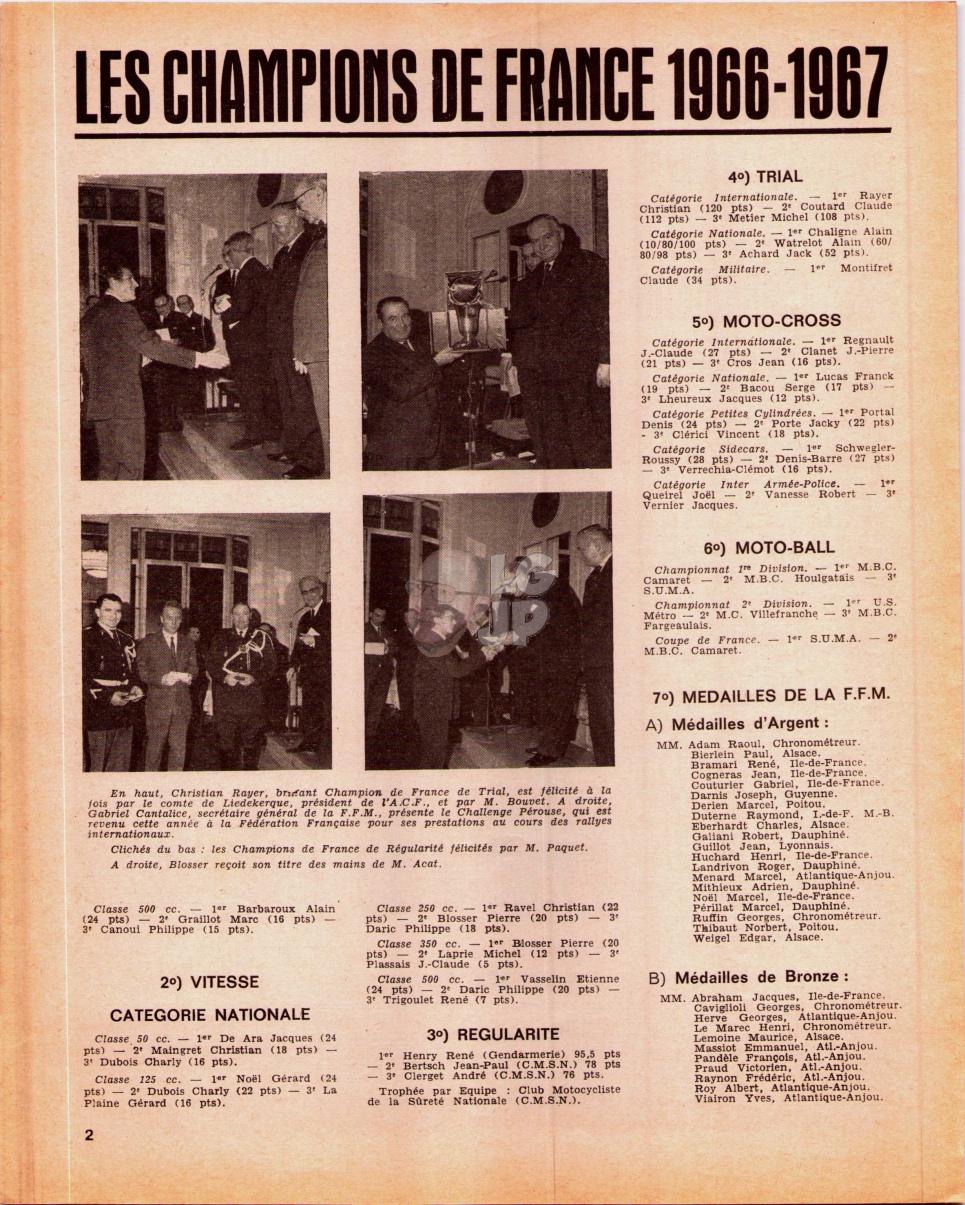 LES CHAMPIONS DE FRANCE 1966-1967
En haut, Christian Rayer, brillant Champion de France de Trial, est félicité à la
fois par le comte de Liedekerque, président de l'A.C.F., et par M. Bouvet. A droite,
Gabriel Cantalice, secrétaire général de la F.F.M., présente le Challenge Pérouse, qui est
revenu cette année à la Fédération Française pour ses prestations au cours des rallyes
internationaux.
Clichés du bas : les Champions de France de Régularité félicités par M. Paquet.
A droite, Blosser reçoit son titre des mains de M. Acat.
Classe 500 cc. — 1er Barbaroux Alain
(24 pts) — 2e Graillot Marc (16 pts) —
3e Canoui Philippe (15 pts).
2o) VITESSE
CATEGORIE NATIONALE
Classe 50 cc. — 1er De Ara Jacques (24
pts) — 2e Maingret Christian (18 pts) —
3e Dubois Charly (16 pts).
Classe 125 cc. — 1er Noël Gérard (24
pts) — 2e Dubois Charly (22 pts) — 3e La
Plaine Gérard (16 pts).
2
Classe 250 cc. — 1er Ravel Christian (22
pts) — 2e Blosser Pierre (20 pts) — 3e
Daric Philippe (18 pts).
Classe 350 cc. — 1er Blosser Pierre (20
pts) — 2e Laprie Michel (12 pts) — 3e
Plassais J.-Claude (5 pts).
Classe 500 cc. — 1er Vasselin Etienne
(24 pts) — 2e Daric Philippe (20 pts) —
3e Trigoulet René (7 pts).
3o) REGULARITE
1er Henry René (Gendarmerie) 95,5 pts
— 2e Bertsch Jean-Paul (C.M.S.N.) 78 pts
— 3e Clerget André (C.M.S.N.) 76 pts.
Trophée par Equipe : Club Motocycliste
de la Sûreté Nationale (C.M.S.N.).
4o) TRIAL
Catégorie Internationale. — 1er Rayer
Christian (120 pts) — 2e Coutard Claude
(112 pts) — 3e Metier Michel (108 pts).
Catégorie Nationale. — 1er Chaligne Alain
(10/80/100 pts) — 2e Watrelot Alain (60/
80/98 pts) — 3e Achard Jack (52 pts).
Catégorie Militaire. — 1er Montifret
Claude (34 pts).
5o) MOTO-CROSS
Catégorie Internationale. — 1er Regnault
J.-Claude (27 pts) — 2e Clanet J.-Pierre
(21 pts) — 3e Cros Jean (16 pts).
Catégorie Nationale. — 1er Lucas Franck
(19 pts) — 2e Bacou Serge (17 pts) —
3e Lheureux Jacques (12 pts).
Catégorie Petites Cylindrées. — 1er Portal
Denis (24 pts) — 2e Porte Jacky (22 pts)
- 3e Clérici Vincent (18 pts).
Catégorie Sidecars. — 1er Schwegler-
Roussy (28 pts) — 2e Denis-Barre (27 pts)
— 3e Verrechia-Clémot (16 pts).
Catégorie Inter Armée-Police. — 1er
Queirel Joël — 2e Vanesse Robert — 3e
Vernier Jacques.
6o) MOTO-BALL
Championnat 1re Division. — 1er M.B.C.
Camaret — 2e M.B.C. Houlgatais — 3e
S.U.M.A.
Championnat 2e Division. — 1er U.S.
Métro — 2e M.C. Villefranche — 3e M.B.C.
Fargeaulais.
Coupe de France. — 1er S.U.M.A. — 2e
M.B.C. Camaret.
7o) MEDAILLES DE LA F.F.M.
A) Médailles d'Argent :
MM. Adam Raoul, Chronométreur.
Bierlein Paul, Alsace.
Bramari René, Ile-de-France.
Cogneras Jean, Ile-de-France.
Couturier Gabriel, Ile-de-France.
Darnis Joseph, Guyenne.
Derien Marcel, Poitou.
Duterne Raymond, I.-de-F. M.-B.
Eberhardt Charles, Alsace.
Galiani Robert, Dauphiné.
Guillot Jean, Lyonnais.
Huchard Henri, Ile-de-France.
Landrivon Roger, Dauphiné.
Menard Marcel, Atlantique-Anjou.
Mithieux Adrien, Dauphiné.
Noël Marcel, Ile-de-France.
Périllat Marcel, Dauphiné.
Ruffin Georges, Chronométreur.
Thibaut Norbert, Poitou.
Weigel Edgar, Alsace.
B) Médailles de Bronze :
MM. Abraham Jacques, Ile-de-France.
Caviglioli Georges, Chronométreur.
Herve Georges, Atlantique-Anjou.
Le Marec Henri, Chronométreur.
Lemoine Maurice, Alsace.
Massiot Emmanuel, Atl.-Anjou.
Pandèle François, Atl.-Anjou.
Praud Victorien, Atl.-Anjou.
Raynon Frédéric, Atl.-Anjou.
Roy Albert, Atlantique-Anjou.
Viairon Yves, Atlantique-Anjou.